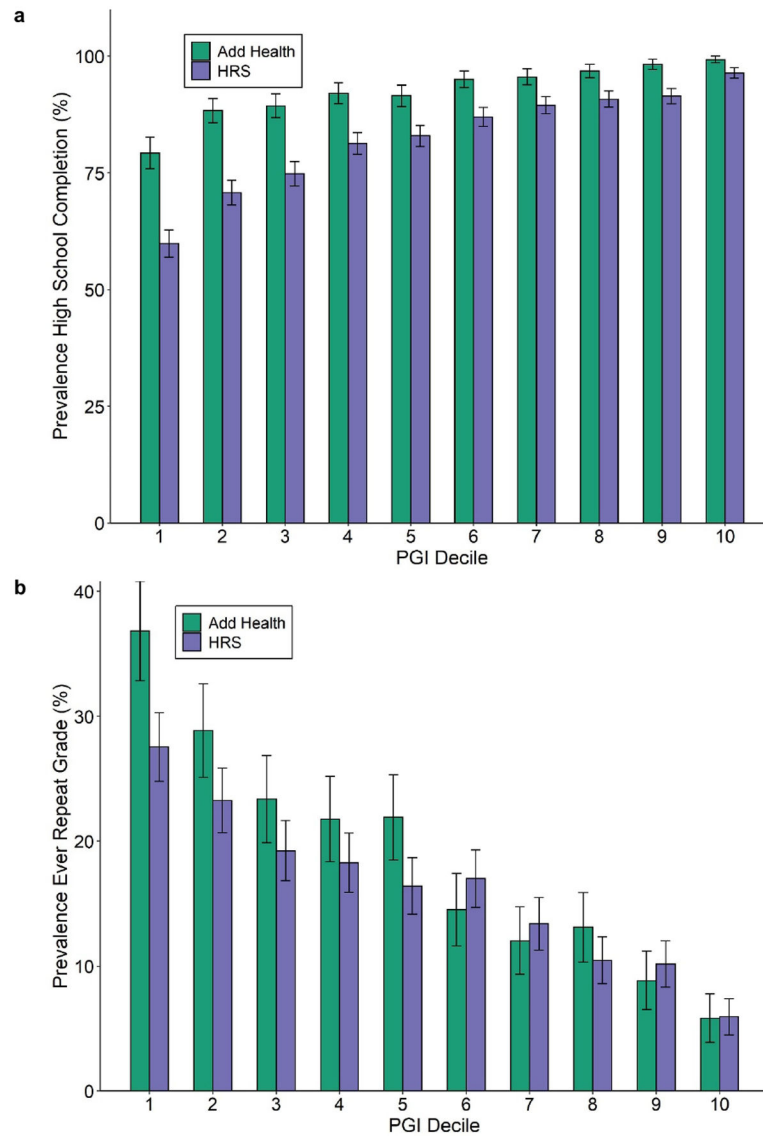 a
100
75
50
25
0
Prevalence High School Completion (%)
Add Health
HRS
1 2 3 4 5 6 7 8 9 10
PGI Decile
b
40
30
20
10
0
Prevalence Ever Repeat Grade (%)
Add Health
HRS
1 2 3 4 5 6 7 8 9 10
PGI Decile